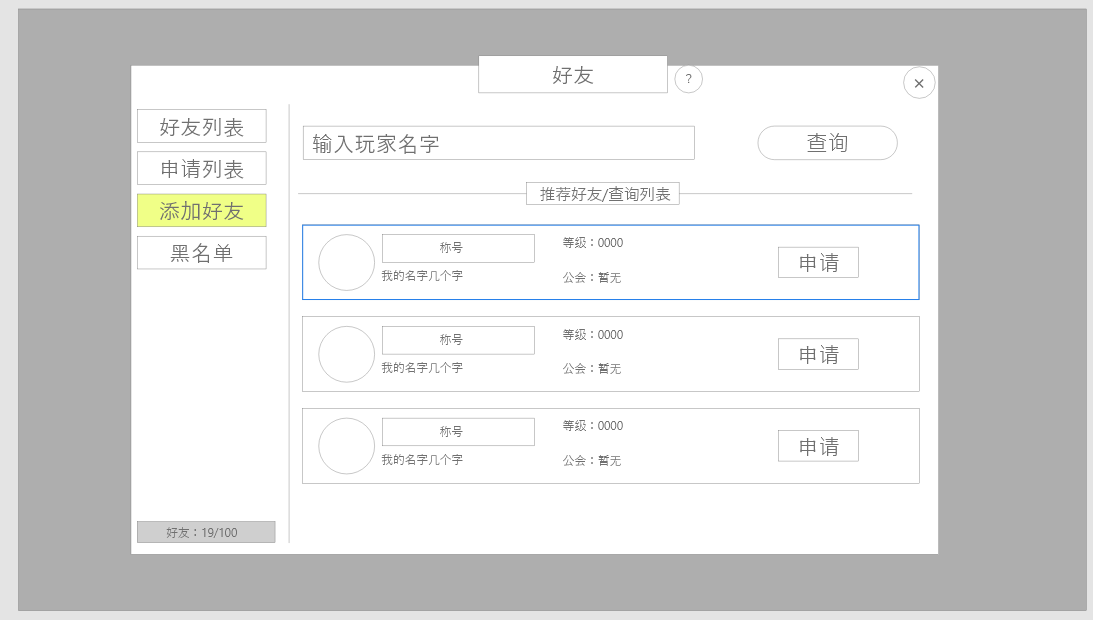 好友
?
×
好友列表
申请列表
添加好友
黑名单
好友：19/100
输入玩家名字
查询
推荐好友/查询列表
称号
我的名字几个字
等级：0000
公会：暂无
申请
称号
我的名字几个字
等级：0000
公会：暂无
申请
称号
我的名字几个字
等级：0000
公会：暂无
申请